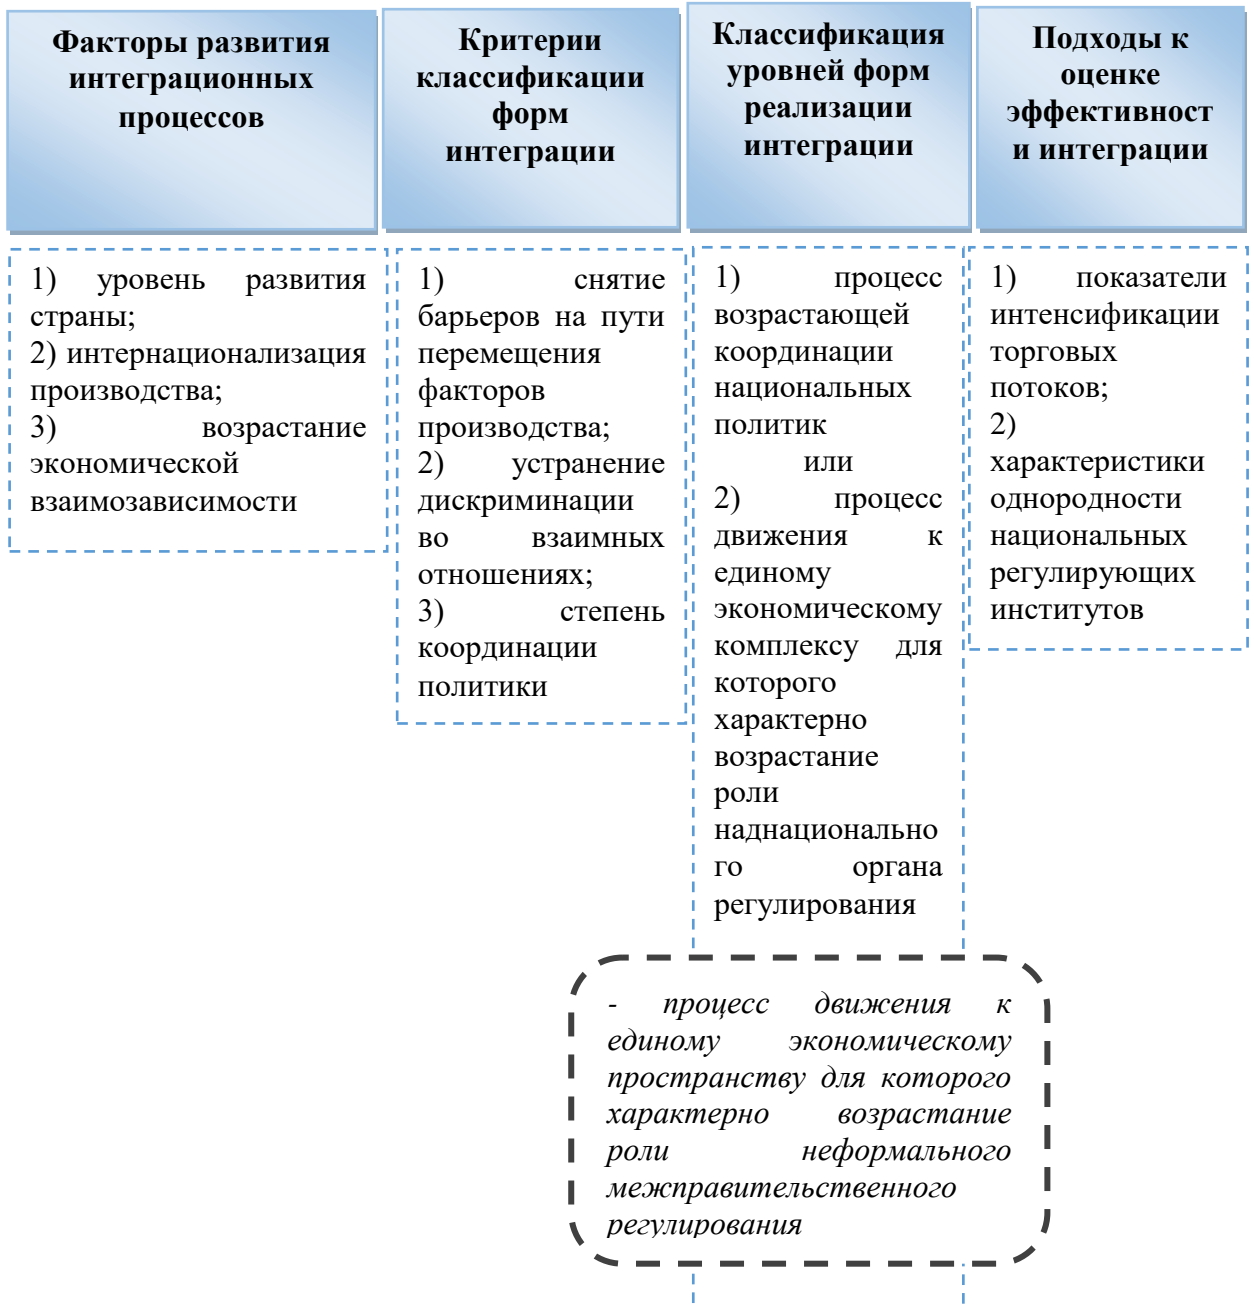 Факторы развития
интеграционных
процессов
Критерии
классификации
форм
интеграции
Классификация
уровней форм
реализации
интеграции
Подходы к
оценке
эффективност
и интеграции
1) уровень развития
страны;
2) интернационализация
производства;
3) возрастание
экономической
взаимозависимости
1) снятие
барьеров на пути
перемещения
факторов
производства;
2) устранение
дискриминации
во взаимных
отношениях;
3) степень
координации
политики
1) процесс
возрастающей
координации
национальных
политик
или
2) процесс
движения к
единому
экономическому
комплексу для
которого
характерно
возрастание
роли
наднационально
го органа
регулирования
1) показатели
интенсификации
торговых
потоков;
2)
характеристики
однородности
национальных
регулирующих
институтов
- процесс движения к
единому экономическому
пространству для которого
характерно возрастание
роли неформального
межправительственного
регулирования